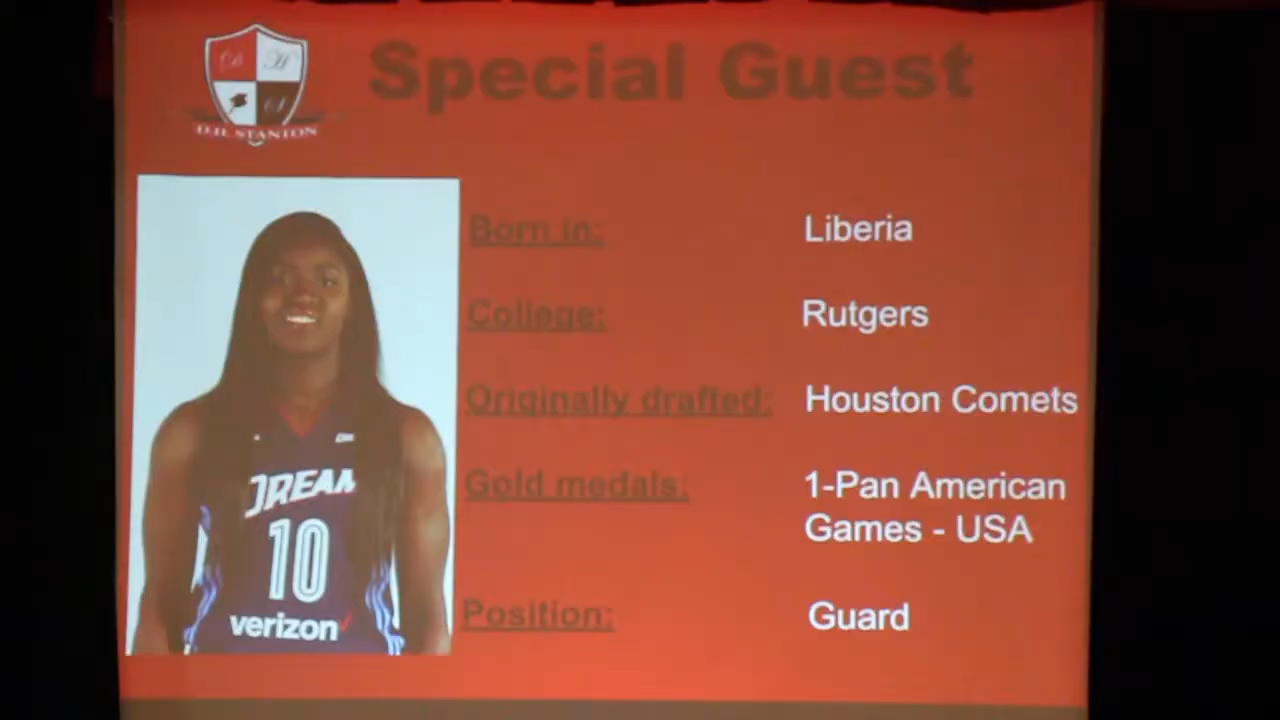 Special Guest
D.H. STANTON
Born in: Liberia
College: Rutgers
Originally drafted: Houston Comets
Gold medals: 1-Pan American
Games - USA
Position: Guard
DREAM
10
verizon